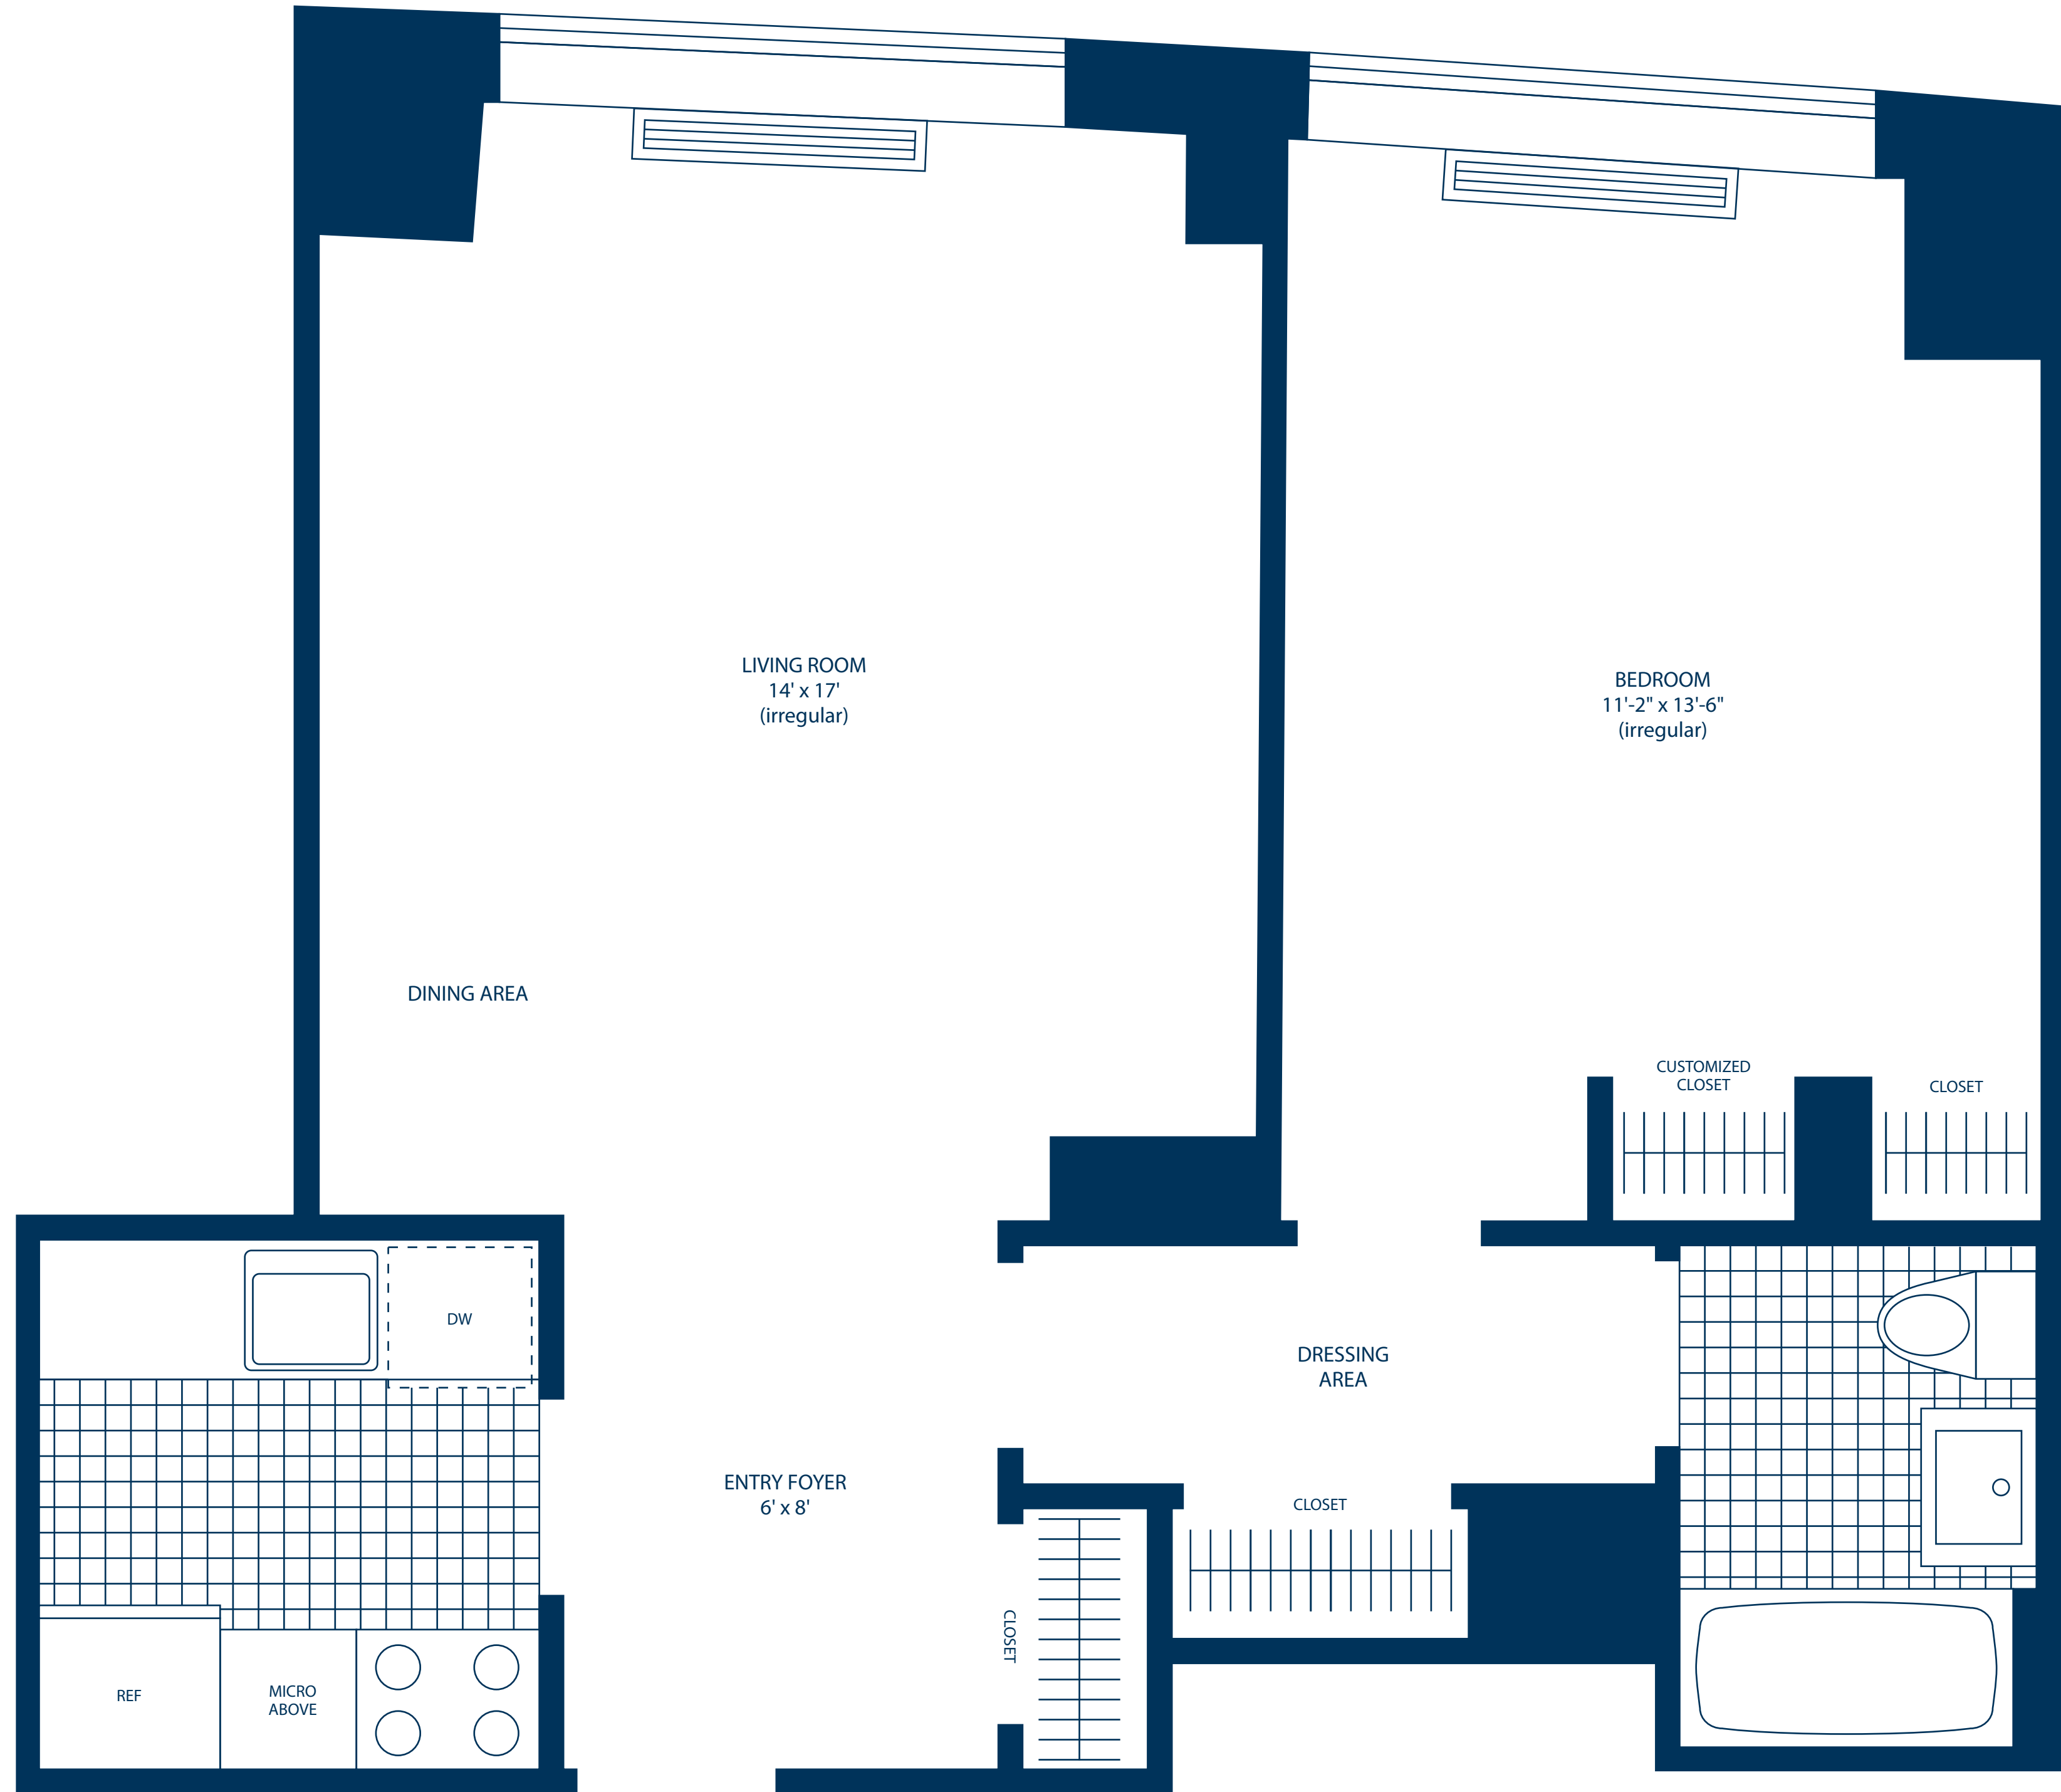 LIVING ROOM
14' x 17'
(irregular)
BEDROOM
11'-2" x 13'-6"
(irregular)
DINING AREA
CUSTOMIZED
CLOSET
CLOSET
DW
DRESSING
AREA
ENTRY FOYER
6' x 8'
CLOSET
CLOSET
REF
MICRO
ABOVE